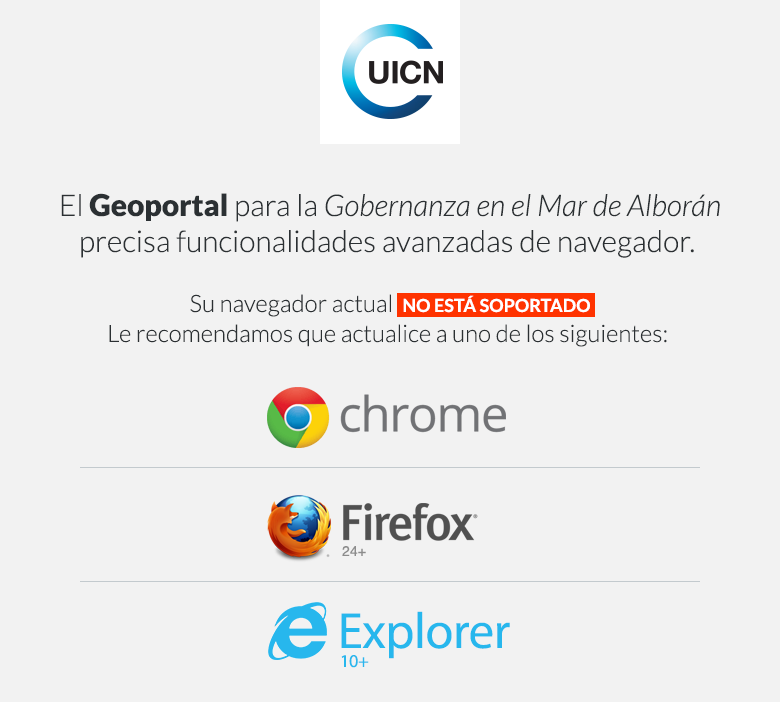 UICN
El Geoportal para la Gobernanza en el Mar de Alborán
precisa funcionalidades avanzadas de navegador.
Su navegador actual NO ESTÁ SOPORTADO
Le recomendamos que actualice a uno de los siguientes:
chrome
Firefox®
24+
Explorer
10+